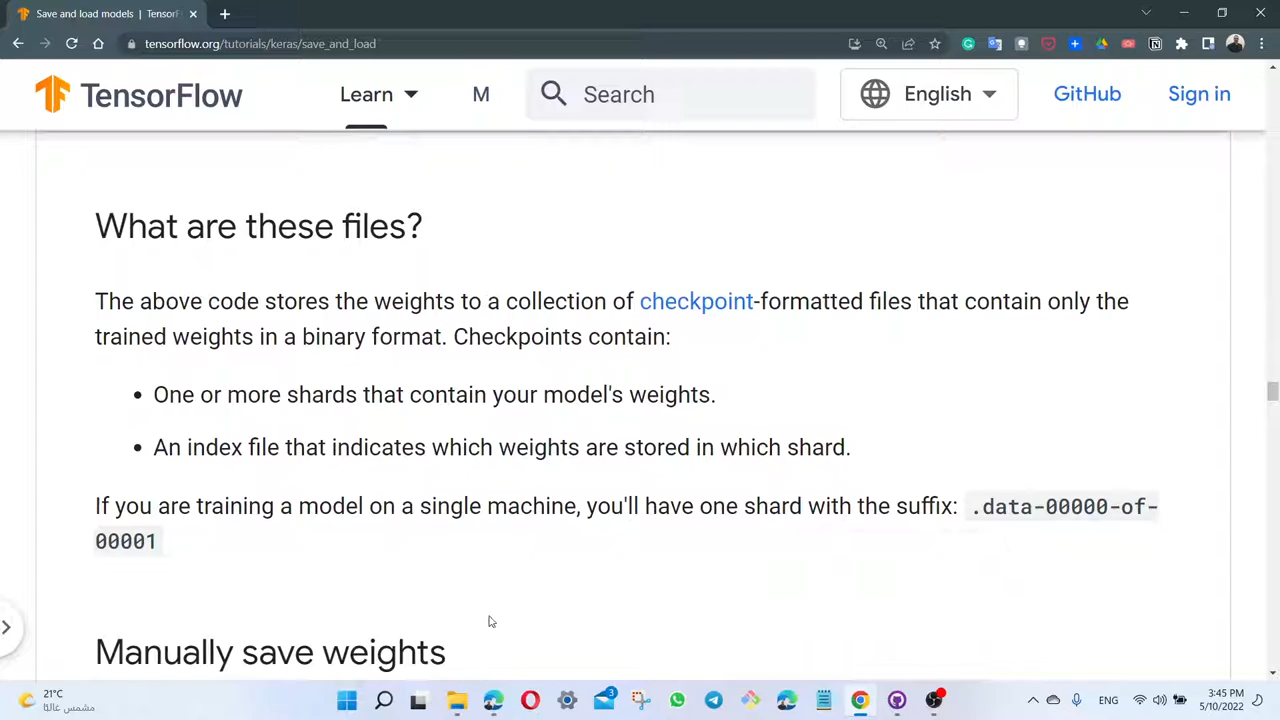 Save and load models | TensorF
tensorflow.org/tutorials/keras/save_and_load
TensorFlow
Learn
M
Search
English
GitHub
Sign in
What are these files?
The above code stores the weights to a collection of checkpoint-formatted files that contain only the
trained weights in a binary format. Checkpoints contain:
• One or more shards that contain your model's weights.
• An index file that indicates which weights are stored in which shard.
If you are training a model on a single machine, you'll have one shard with the suffix: .data-00000-of-
00001
Manually save weights
21°C
مشمس غالبًا
3
ENG
3:45 PM
5/10/2022